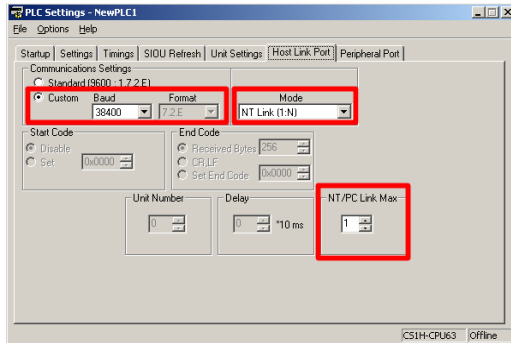 PLC Settings - NewPLC1
File Options Help
Startup Settings Timings SIOU Refresh Unit Settings Host Link Port Peripheral Port
Communications Settings
Standard (9600 ; 1,7,2,E)
Custom Baud Format Mode
38400 7,2,E NT Link (1:N)
Start Code End Code
Disable Received Bytes 256
Set 0x0000 CR,LF
Set End Code 0x0000
Unit Number Delay NT/PC Link Max
0 0 *10 ms 1
CS1H-CPU63 Offline